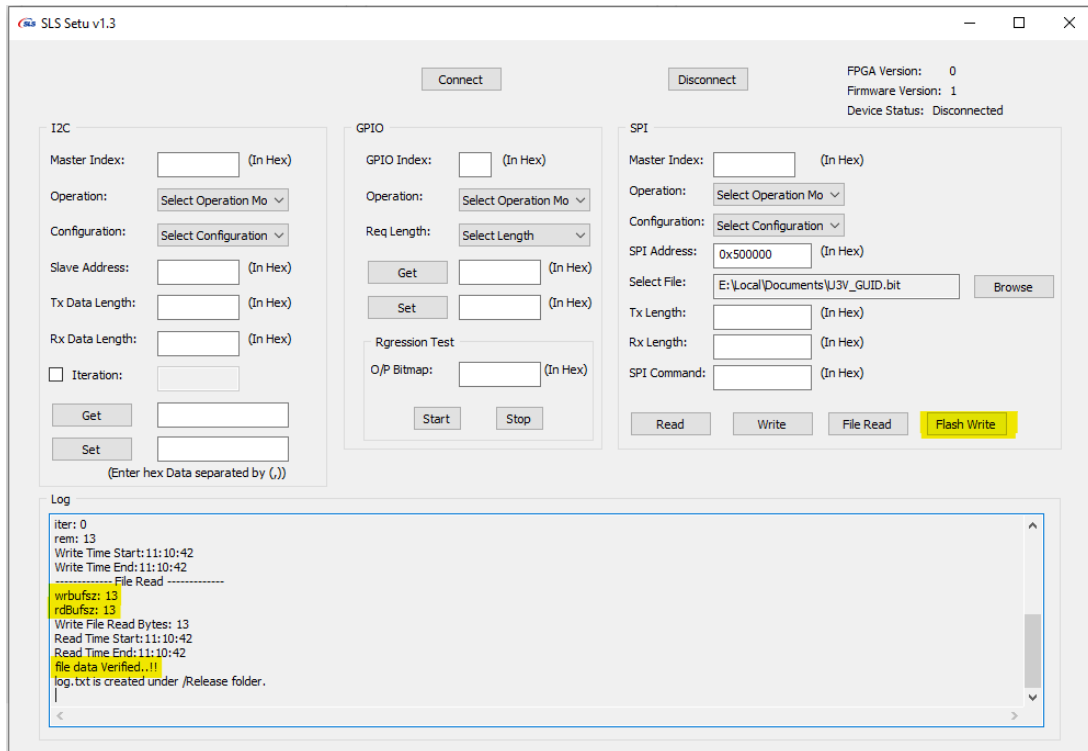 SLS SLS Setu v1.3
Connect
Disconnect
FPGA Version: 0
Firmware Version: 1
Device Status: Disconnected
I2C
Master Index: (In Hex)
Operation: Select Operation Mo
Configuration: Select Configuration
Slave Address: (In Hex)
Tx Data Length: (In Hex)
Rx Data Length: (In Hex)
Iteration:
Get
Set
(Enter hex Data separated by (,))
GPIO
GPIO Index: (In Hex)
Operation: Select Operation Mo
Req Length: Select Length
Get (In Hex)
Set (In Hex)
Rgression Test
O/P Bitmap: (In Hex)
Start Stop
SPI
Master Index: (In Hex)
Operation: Select Operation Mo
Configuration: Select Configuration
SPI Address: 0x500000 (In Hex)
Select File: E:\Local\Documents\U3V_GUID.bit Browse
Tx Length: (In Hex)
Rx Length: (In Hex)
SPI Command: (In Hex)
Read Write File Read Flash Write
Log
iter: 0
rem: 13
Write Time Start:11:10:42
Write Time End:11:10:42
------------- File Read -------------
wrbufsz: 13
rdBufsz: 13
Write File Read Bytes: 13
Read Time Start:11:10:42
Read Time End:11:10:42
file data Verified..!!
log.txt is created under /Release folder.